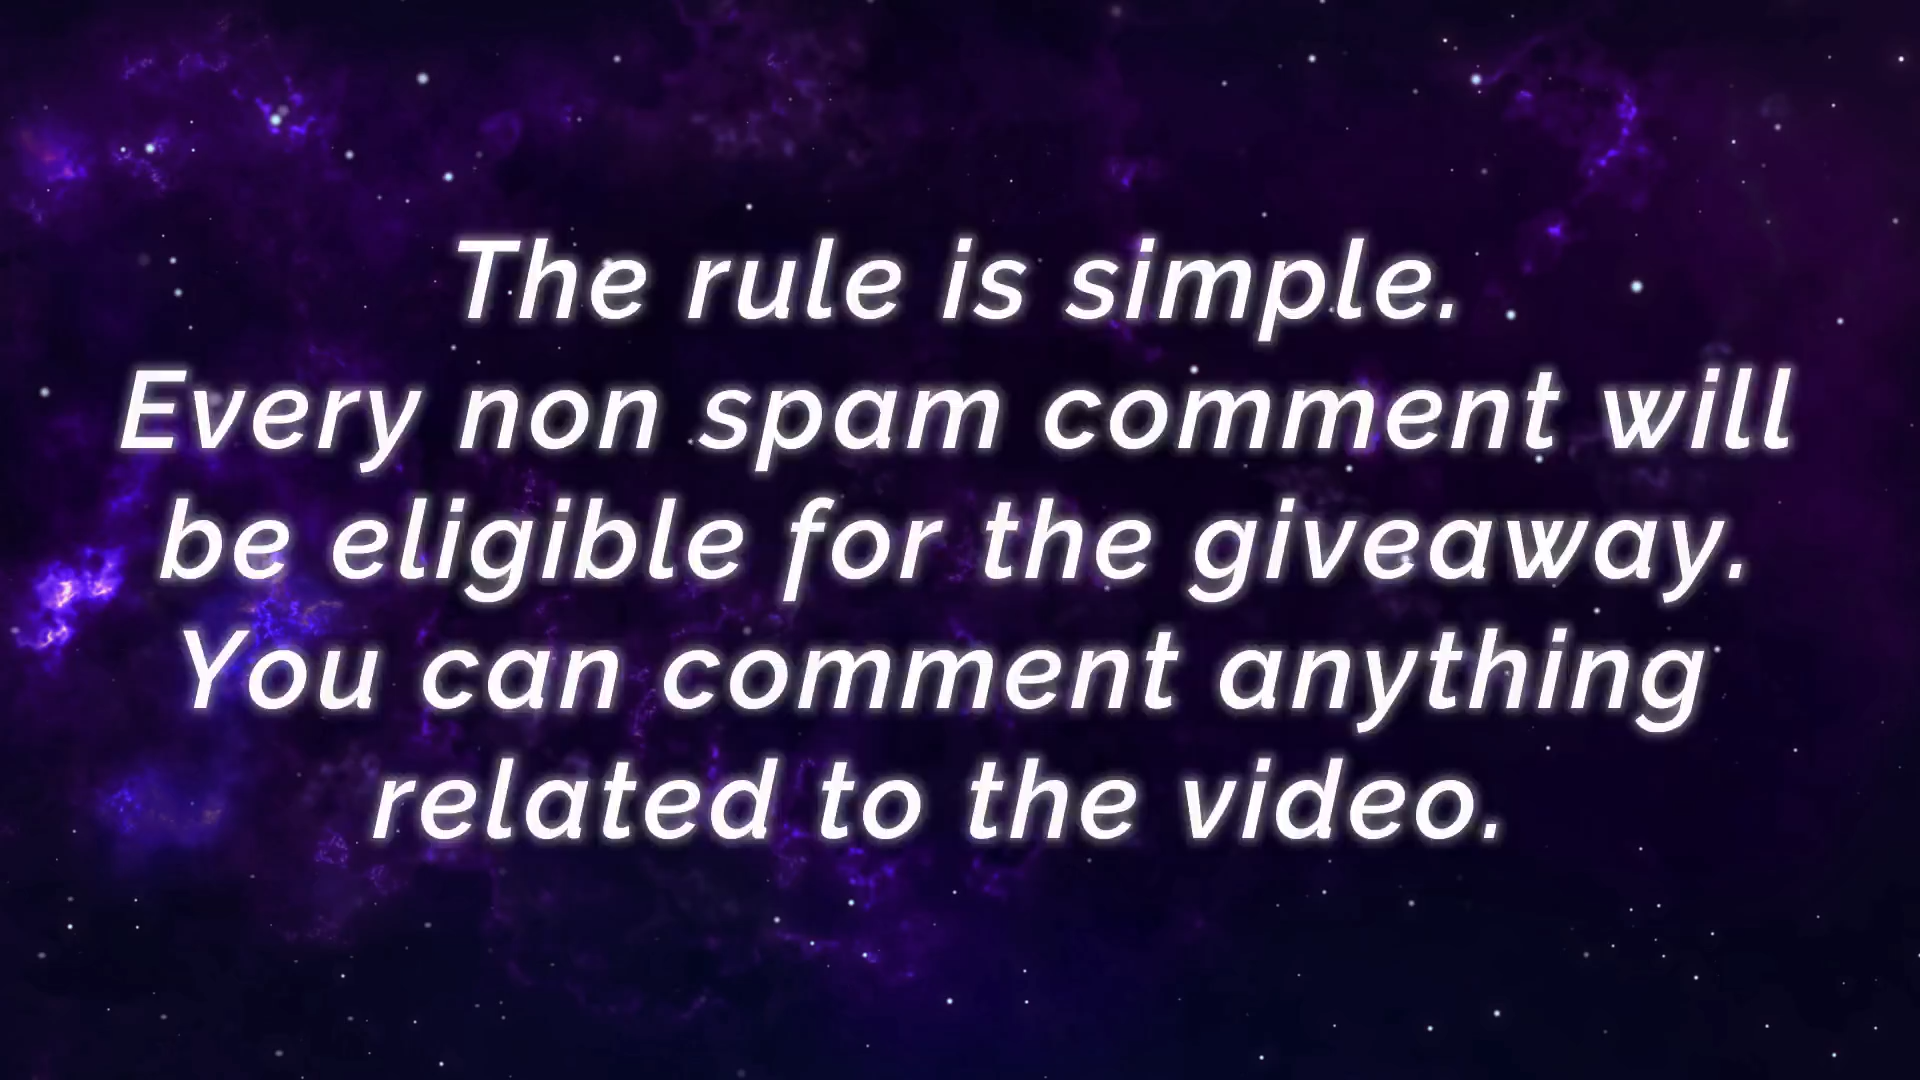 The rule is simple.
Every non spam comment will
be eligible for the giveaway.
You can comment anything
related to the video.